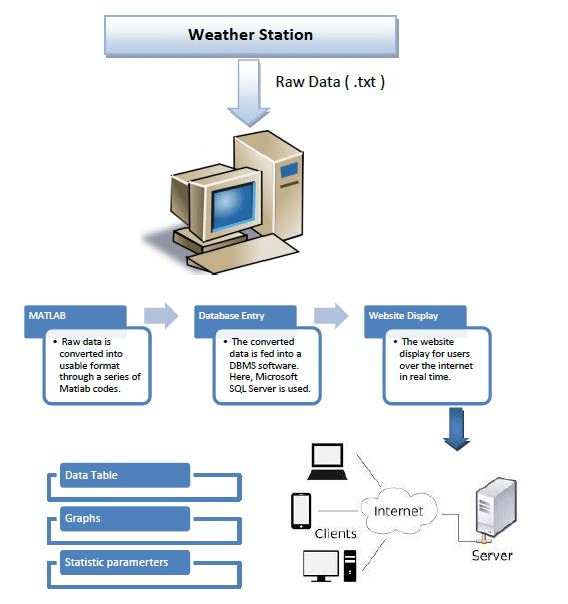 Weather Station
Raw Data ( .txt )
MATLAB
• Raw data is
converted into
usable format
through a series of
Matlab codes.
Database Entry
• The converted
data is fed into a
DBMS software.
Here, Microsoft
SQL Server is used.
Website Display
• The website
display for users
over the internet
in real time.
Data Table
Graphs
Statistic paramerters
Clients
Internet
Server